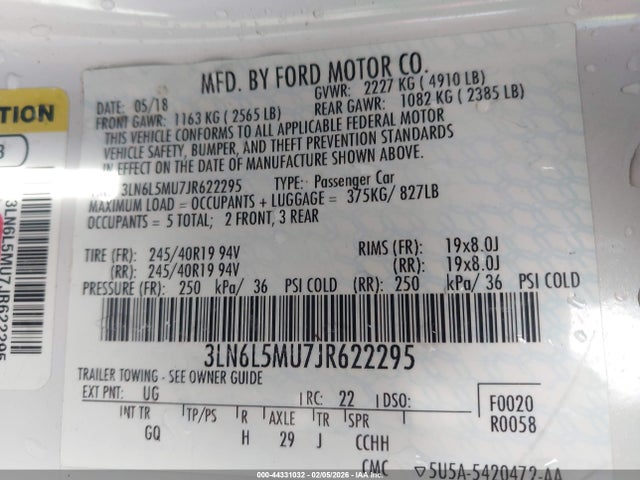 MFD. BY FORD MOTOR CO.
DATE: 05/18 GVWR: 2227 KG ( 4910 LB)
FRONT GAWR: 1163 KG ( 2565 LB) REAR GAWR: 1082 KG ( 2385 LB)
THIS VEHICLE CONFORMS TO ALL APPLICABLE FEDERAL MOTOR
VEHICLE SAFETY, BUMPER, AND THEFT PREVENTION STANDARDS
IN EFFECT ON THE DATE OF MANUFACTURE SHOWN ABOVE.
3LN6L5MU7JR622295 TYPE: Passenger Car
MAXIMUM LOAD = OCCUPANTS + LUGGAGE = 375KG/ 827LB
OCCUPANTS = 5 TOTAL; 2 FRONT, 3 REAR
TIRE (FR): 245/40R19 94V RIMS (FR): 19x8.0J
(RR): 245/40R19 94V (RR): 19x8.0J
PRESSURE (FR): 250 kPa/ 36 PSI COLD (RR): 250 kPa/ 36 PSI COLD
3LN6L5MU7JR622295
TRAILER TOWING - SEE OWNER GUIDE
EXT PNT: UG RC: 22 DSO:
F0020
R0058
INT TR TP/PS R AXLE TR SPR
GQ H 29 J CCHH
CMC ▽5U5A-5420472-AA
TION
3LN6L5MU7JR622295
00-44331032 - 02/05/2026 - COPYRIGHT IAA, LLC